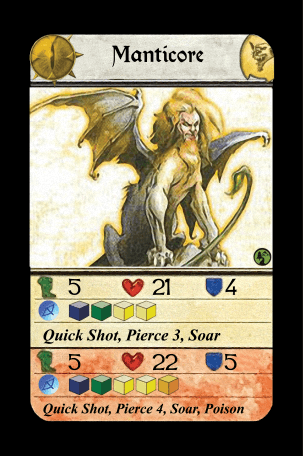 Manticore
5 21 4
Quick Shot, Pierce 3, Soar
5 22 5
Quick Shot, Pierce 4, Soar, Poison